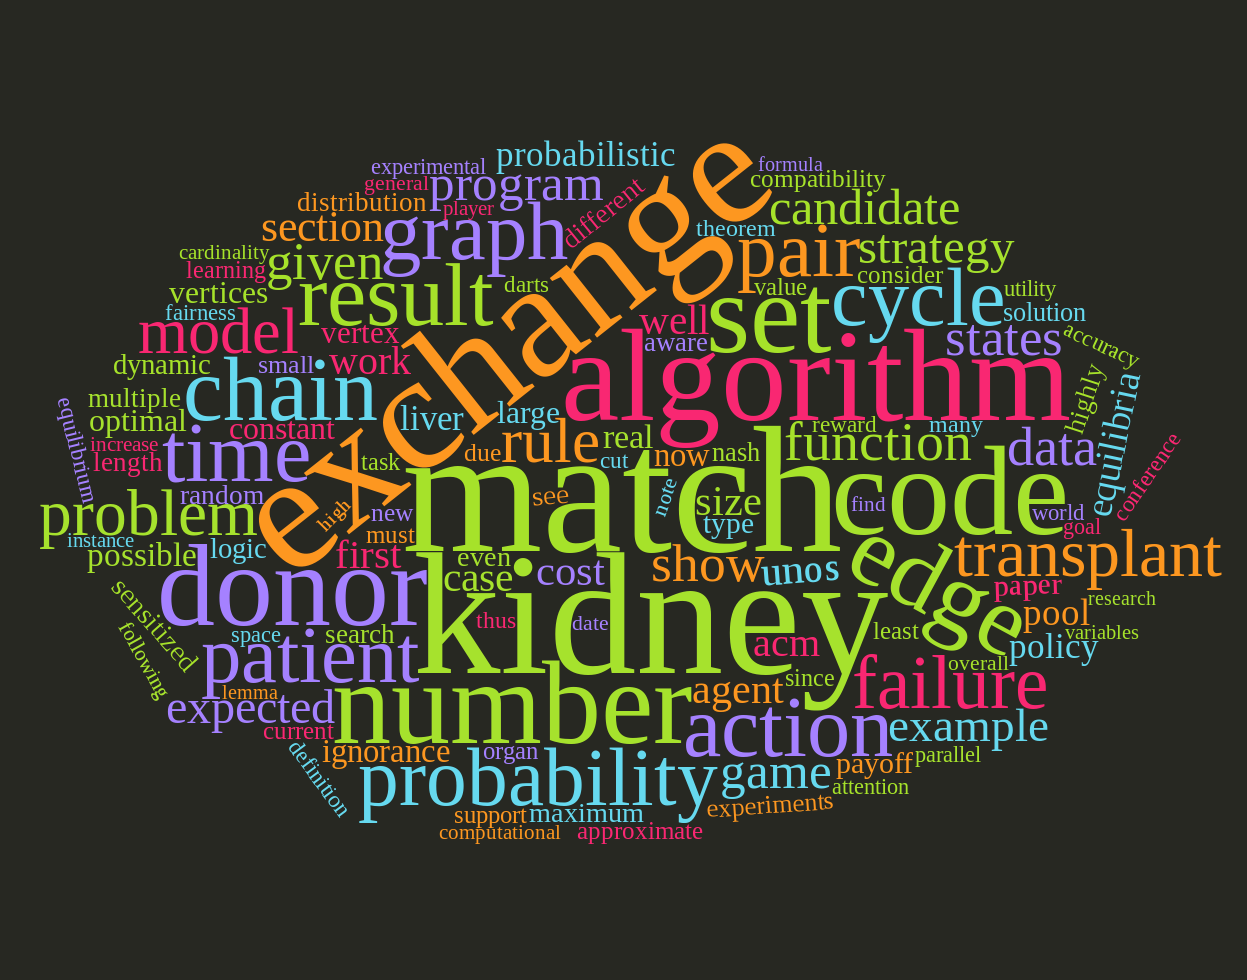 probabilistic
experimental
formula
general
program
compatibility
distribution
player
different
candidate
section
graph
exchange
theorem
pair
strategy
cardinality
learning
given
result
darts
value
consider
utility
vertices
set
cycle
solution
fairness
model
vertex
well
aware
states
accuracy
dynamic
small
work
algorithm
highly
multiple
chain
liver
large
reward
many
equilibria
optimal
constant
rule
real
function
data
conference
equilibrium
increase
length
time
task
due
cut
now
nash
match
code
random
high
see
note
size
find
world
problem
new
type
goal
instance
possible
logic
must
first
even
show
unos
edge
transplant
donor
case
cost
kidney
paper
research
sensitized
pool
following
space
search
thus
date
acm
least
variables
policy
patient
since
overall
lemma
number
agent
failure
expected
current
action
example
definition
ignorance
organ
probability
game
payoff
parallel
attention
support
maximum
experiments
computational
approximate